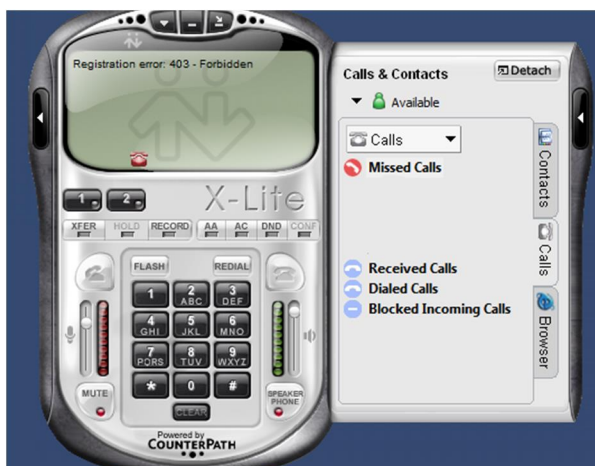 Registration error: 403 - Forbidden
1 2
X-Lite
XFER HOLD RECORD AA AC DND CONF
FLASH REDIAL
1 2 ABC 3 DEF
4 GHI 5 JKL 6 MNO
7 PQRS 8 TUV 9 WXYZ
* 0 #
MUTE
SPEAKER PHONE
CLEAR
Powered by
COUNTERPATH
Calls & Contacts
Detach
Available
Calls
Missed Calls
Received Calls
Dialed Calls
Blocked Incoming Calls
Contacts
Calls
Browser